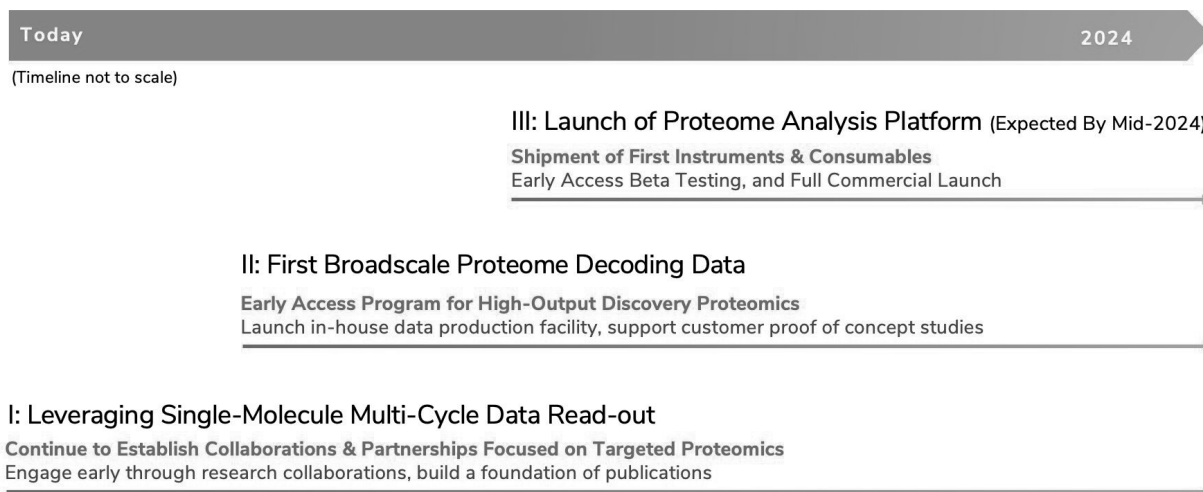 Today
2024
(Timeline not to scale)
III: Launch of Proteome Analysis Platform (Expected By Mid-2024)
Shipment of First Instruments & Consumables
Early Access Beta Testing, and Full Commercial Launch
II: First Broadscale Proteome Decoding Data
Early Access Program for High-Output Discovery Proteomics
Launch in-house data production facility, support customer proof of concept studies
I: Leveraging Single-Molecule Multi-Cycle Data Read-out
Continue to Establish Collaborations & Partnerships Focused on Targeted Proteomics
Engage early through research collaborations, build a foundation of publications